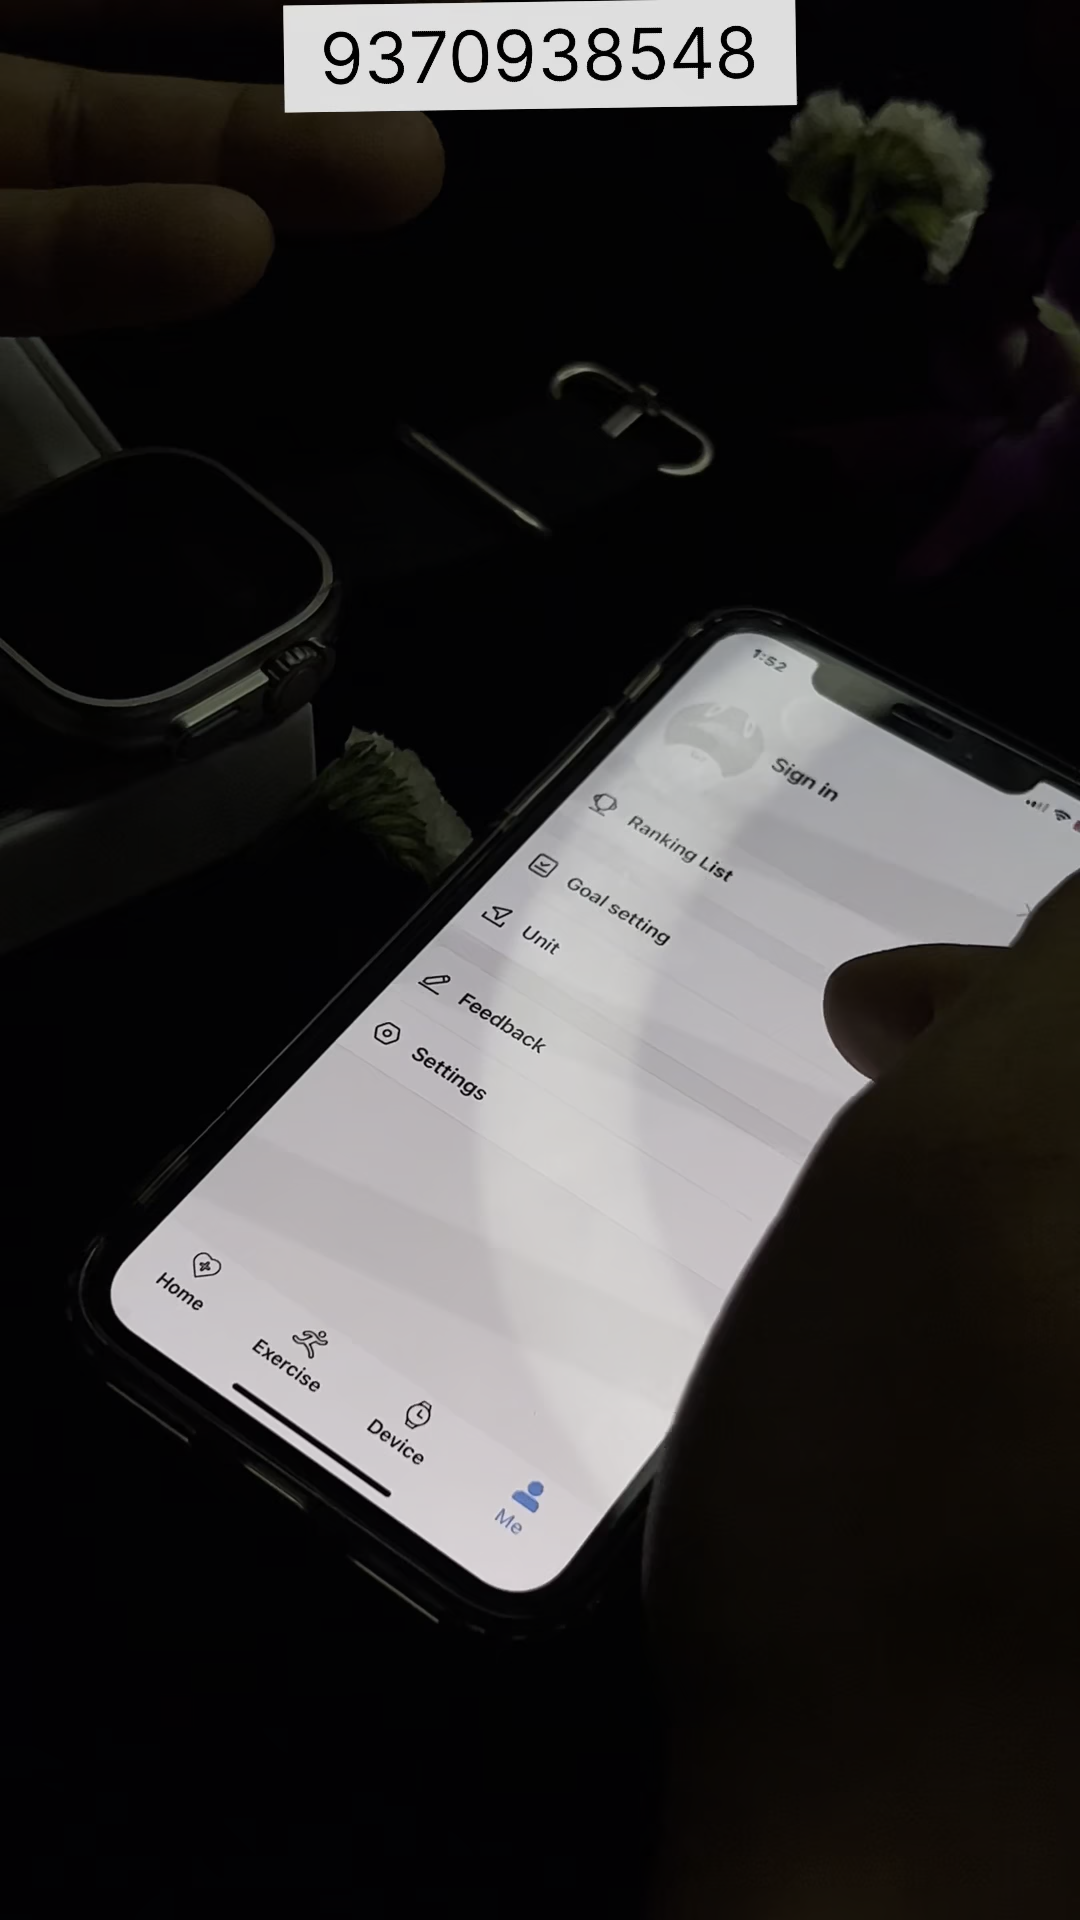 9370938548
1:52
Sign in
Ranking List
Goal setting
Unit
Feedback
Settings
Home
Exercise
Device
Me